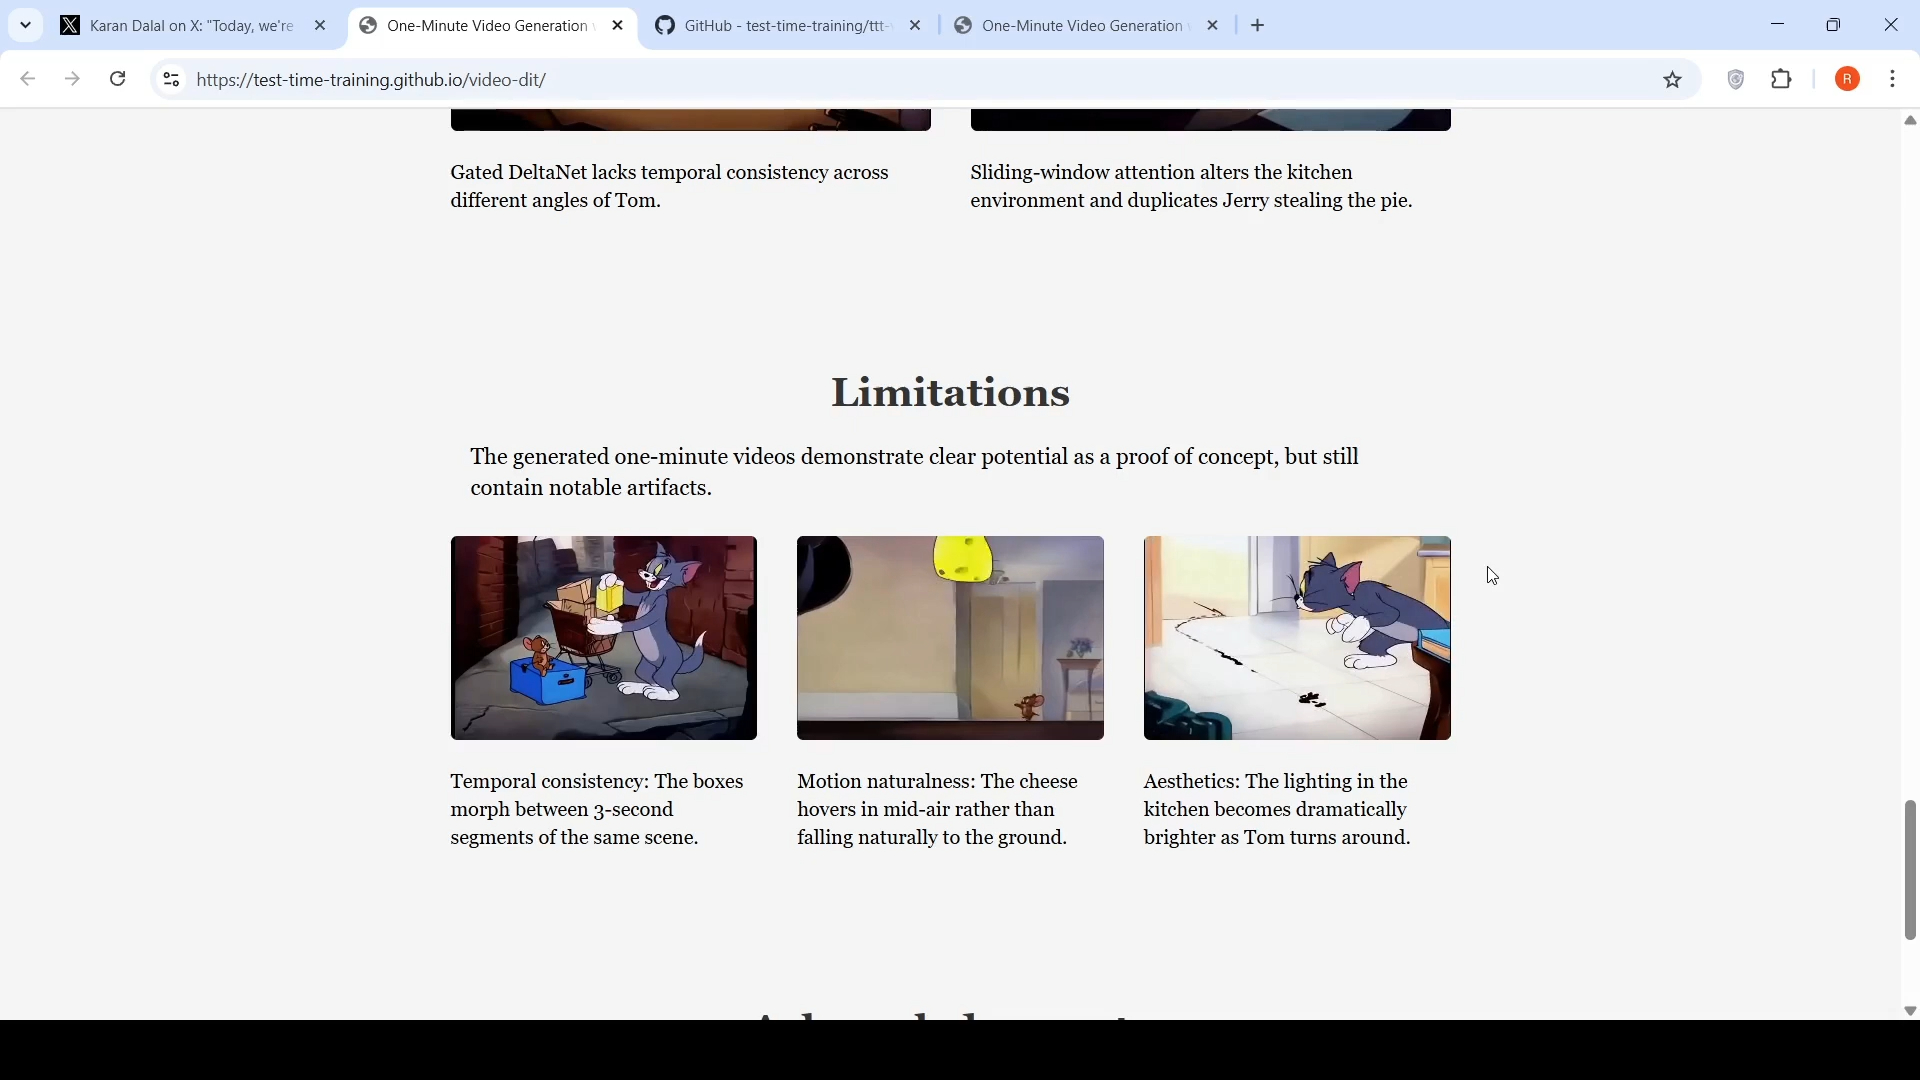 Karan Dalal on X: "Today, we're
One-Minute Video Generation
GitHub - test-time-training/ttt-
One-Minute Video Generation
https://test-time-training.github.io/video-dit/
R
Gated DeltaNet lacks temporal consistency across
different angles of Tom.
Sliding-window attention alters the kitchen
environment and duplicates Jerry stealing the pie.
Limitations
The generated one-minute videos demonstrate clear potential as a proof of concept, but still
contain notable artifacts.
Temporal consistency: The boxes
morph between 3-second
segments of the same scene.
Motion naturalness: The cheese
hovers in mid-air rather than
falling naturally to the ground.
Aesthetics: The lighting in the
kitchen becomes dramatically
brighter as Tom turns around.